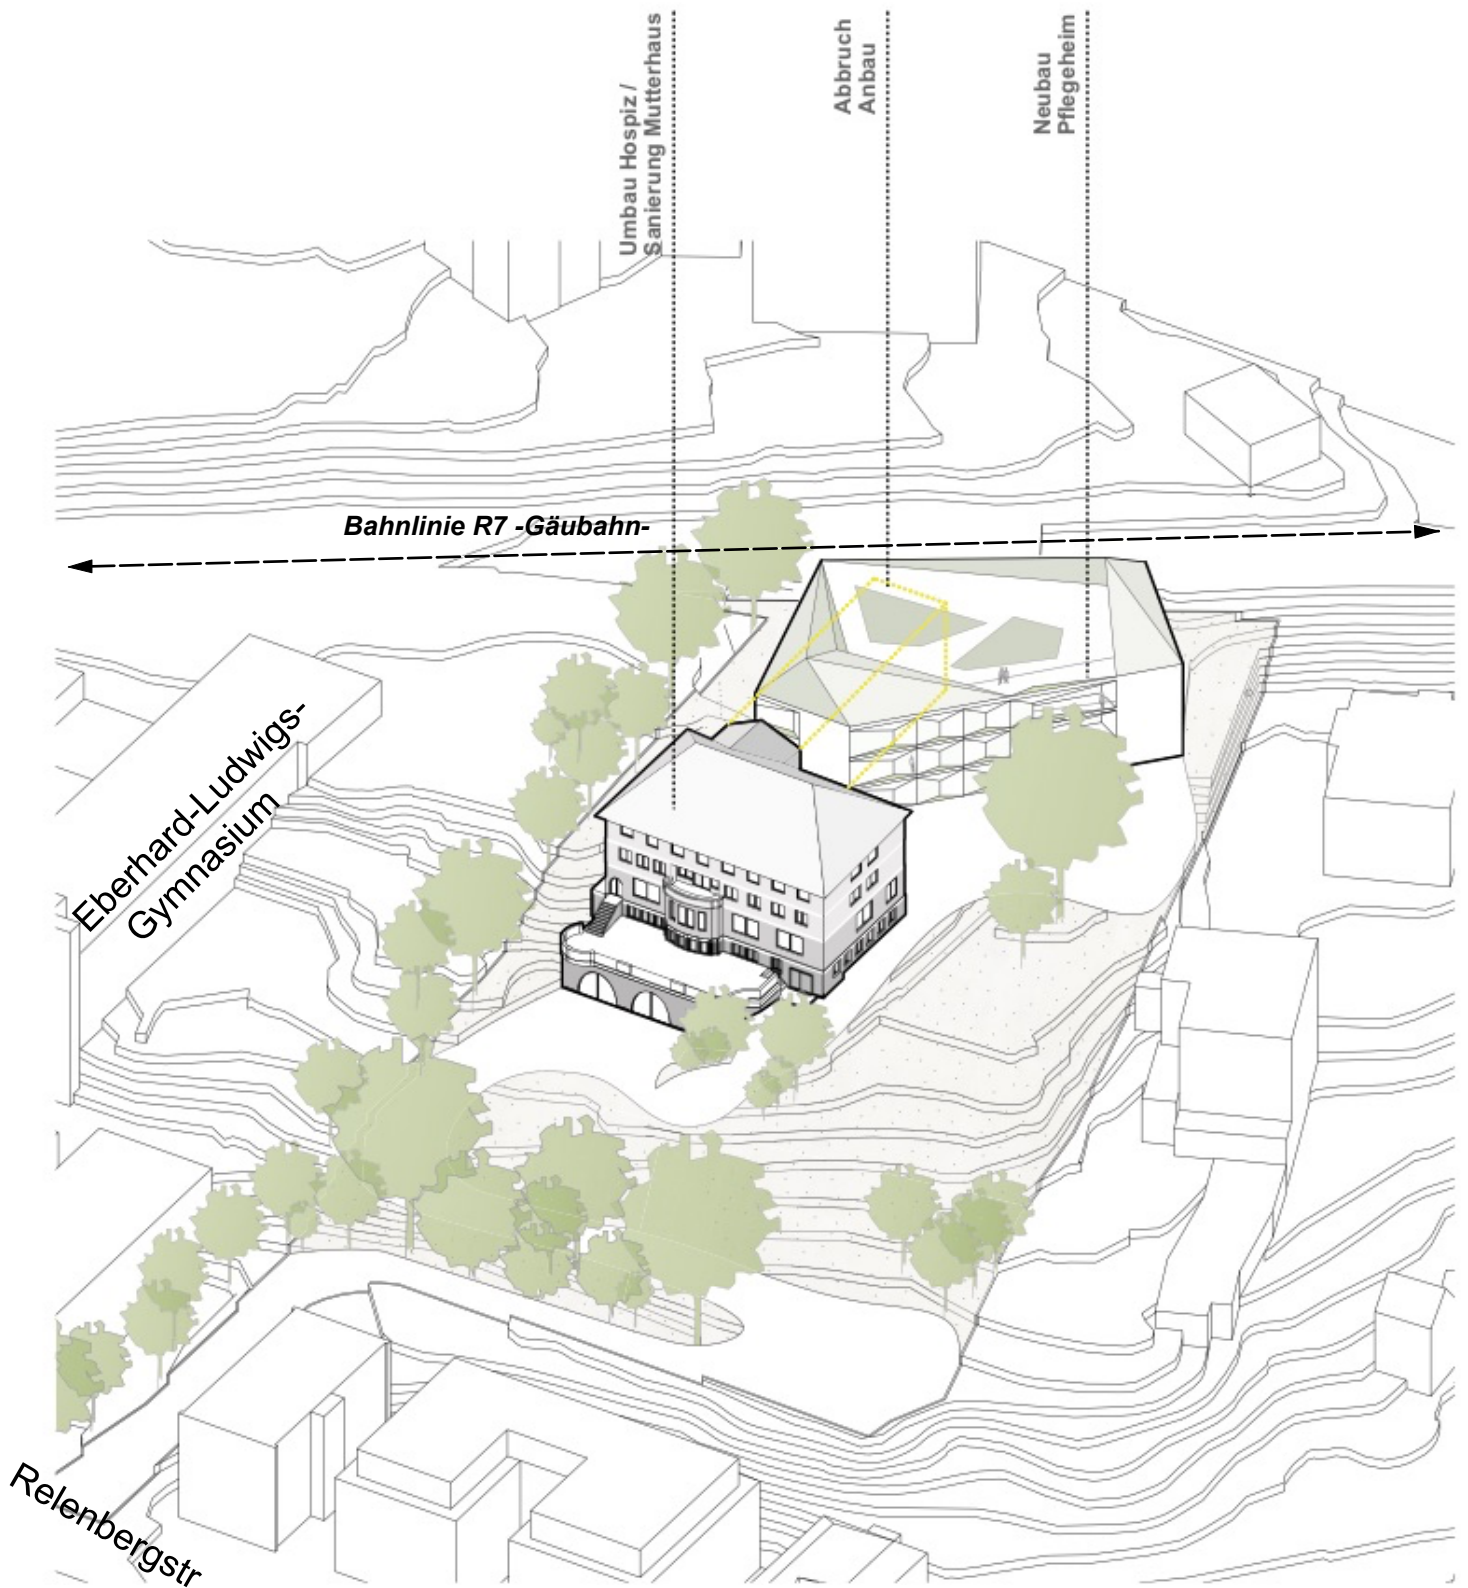 Umbau Hospiz /
Sanierung Mutterhaus
Abbruch
Anbau
Neubau
Pflegeheim
Bahnlinie R7 -Gäubahn-
Eberhard-Ludwigs-
Gymnasium
Relenbergstr